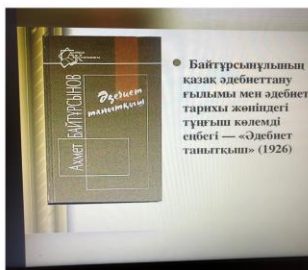 Ахмет БАЙТҰРСЫНОВ
Әдебиет
танытқыш
Байтұрсынұлының
қазақ әдебиеттану
ғылымы мен әдебиет
тарихы жөніндегі
тұңғыш көлемді
еңбегі — «Әдебиет
танытқыш» (1926)